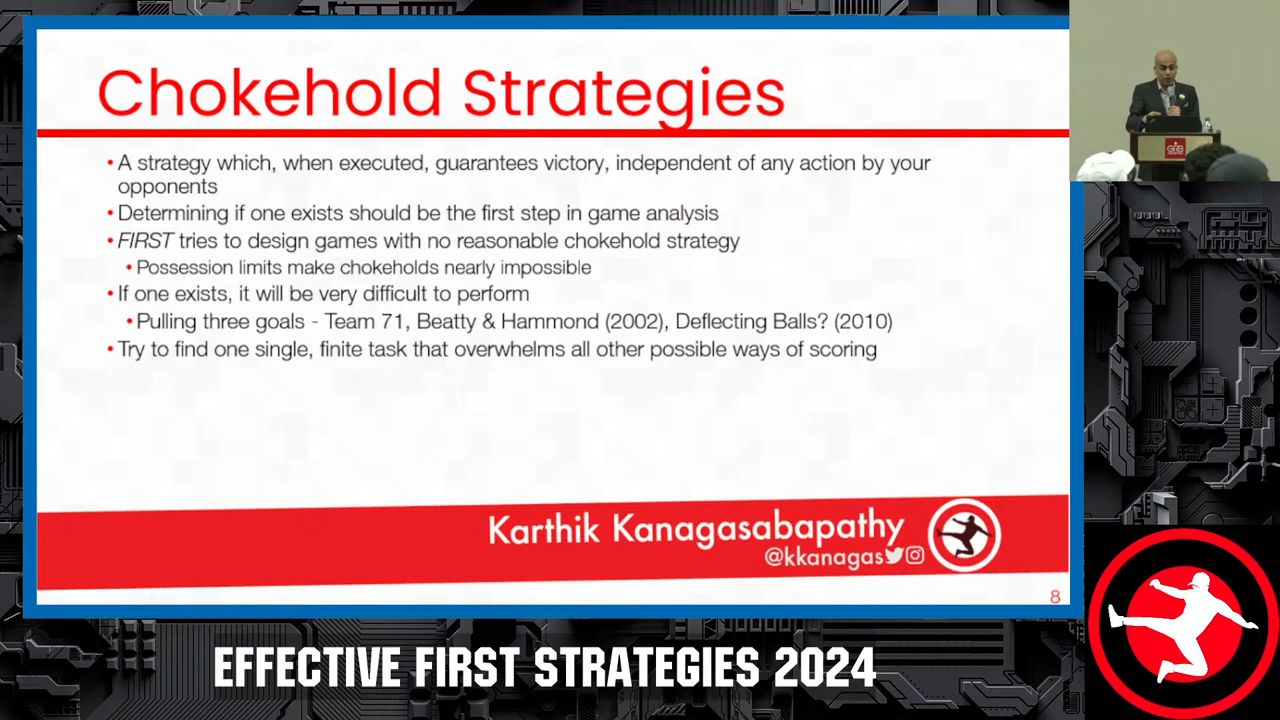 Chokehold Strategies
• A strategy which, when executed, guarantees victory, independent of any action by your
opponents
• Determining if one exists should be the first step in game analysis
• FIRST tries to design games with no reasonable chokehold strategy
• Possession limits make chokeholds nearly impossible
• If one exists, it will be very difficult to perform
• Pulling three goals - Team 71, Beatty & Hammond (2002), Deflecting Balls? (2010)
• Try to find one single, finite task that overwhelms all other possible ways of scoring
Karthik Kanagasabapathy
@kkanagas
8
GRB
EFFECTIVE FIRST STRATEGIES 2024